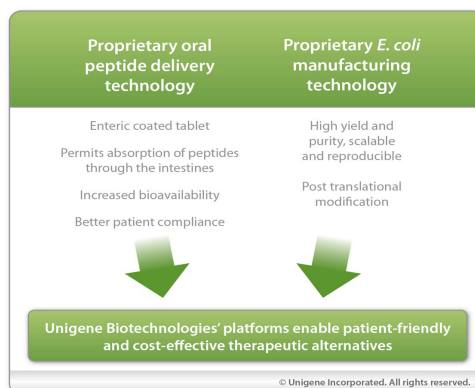 Proprietary oral
peptide delivery
technology
Enteric coated tablet
Permits absorption of peptides
through the intestines
Increased bioavailability
Better patient compliance
Proprietary E. coli
manufacturing
technology
High yield and
purity, scalable
and reproducible
Post translational
modification
Unigene Biotechnologies' platforms enable patient-friendly
and cost-effective therapeutic alternatives
© Unigene Incorporated. All rights reserved.